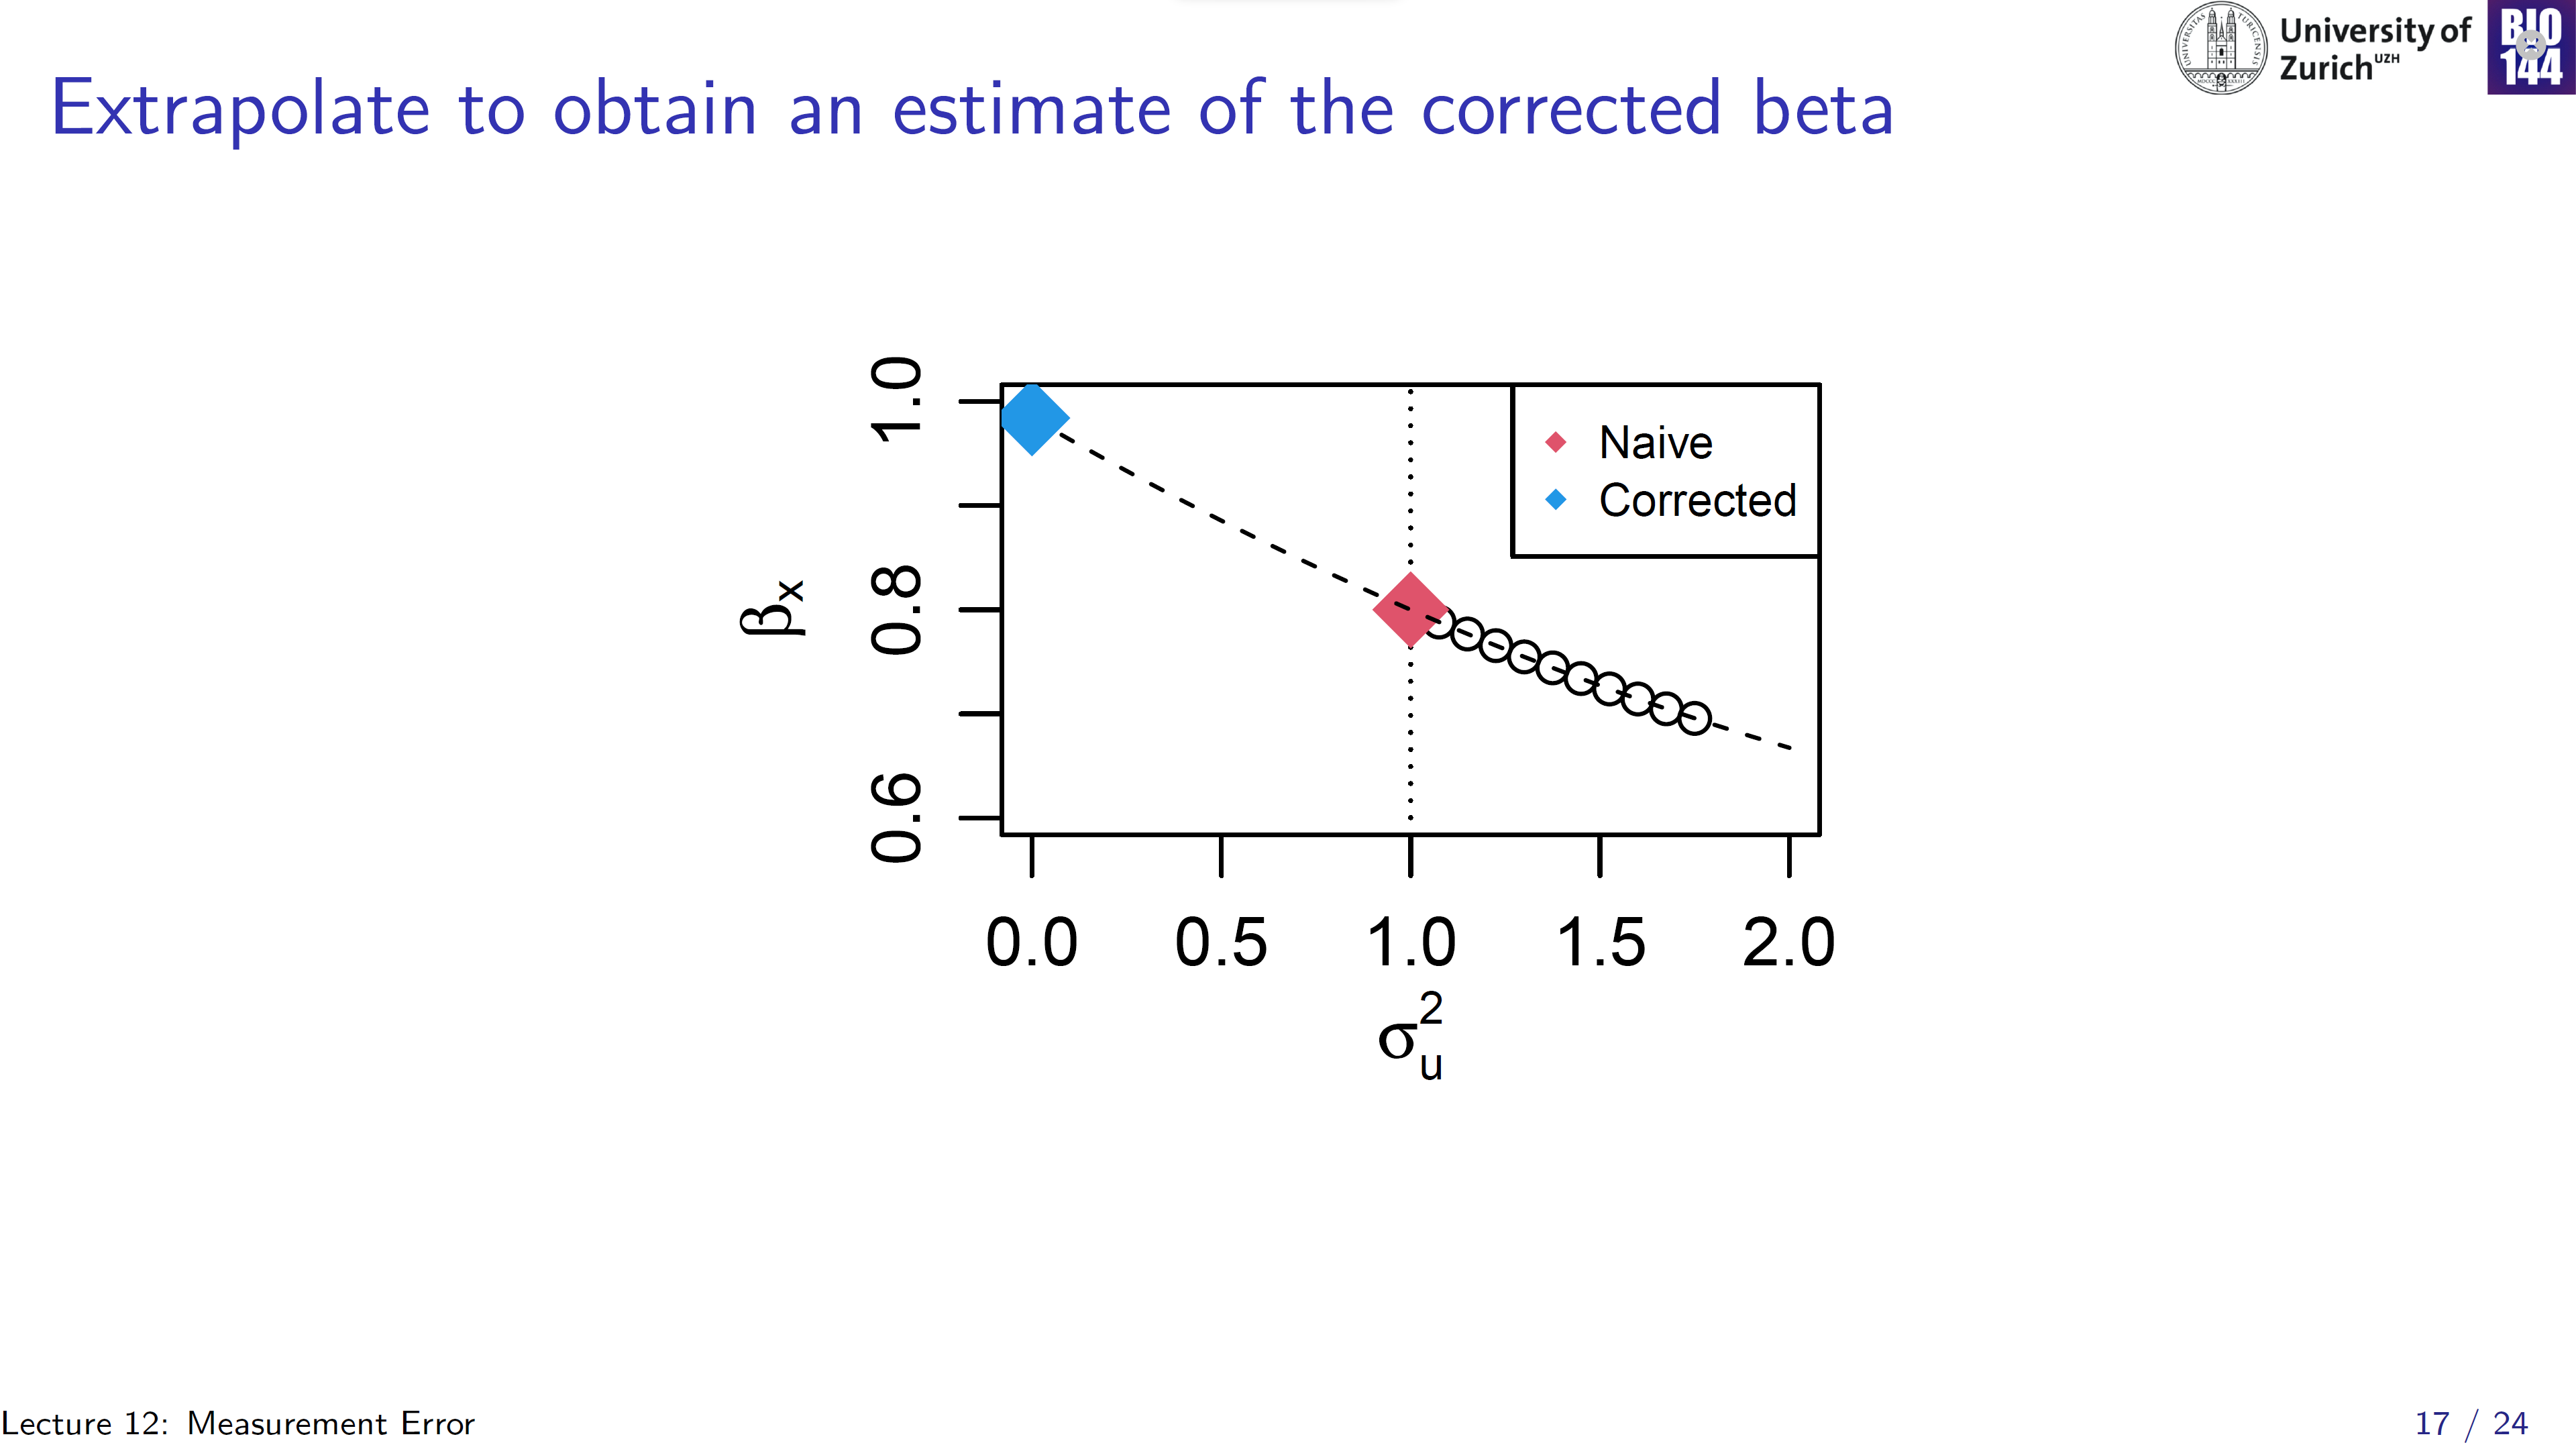 Extrapolate to obtain an estimate of the corrected beta
University of
Zurich^UZH
BIO
144
1.0
0.8
0.6
βx
Naive
Corrected
0.0 0.5 1.0 1.5 2.0
σ²u
Lecture 12: Measurement Error
17 / 24